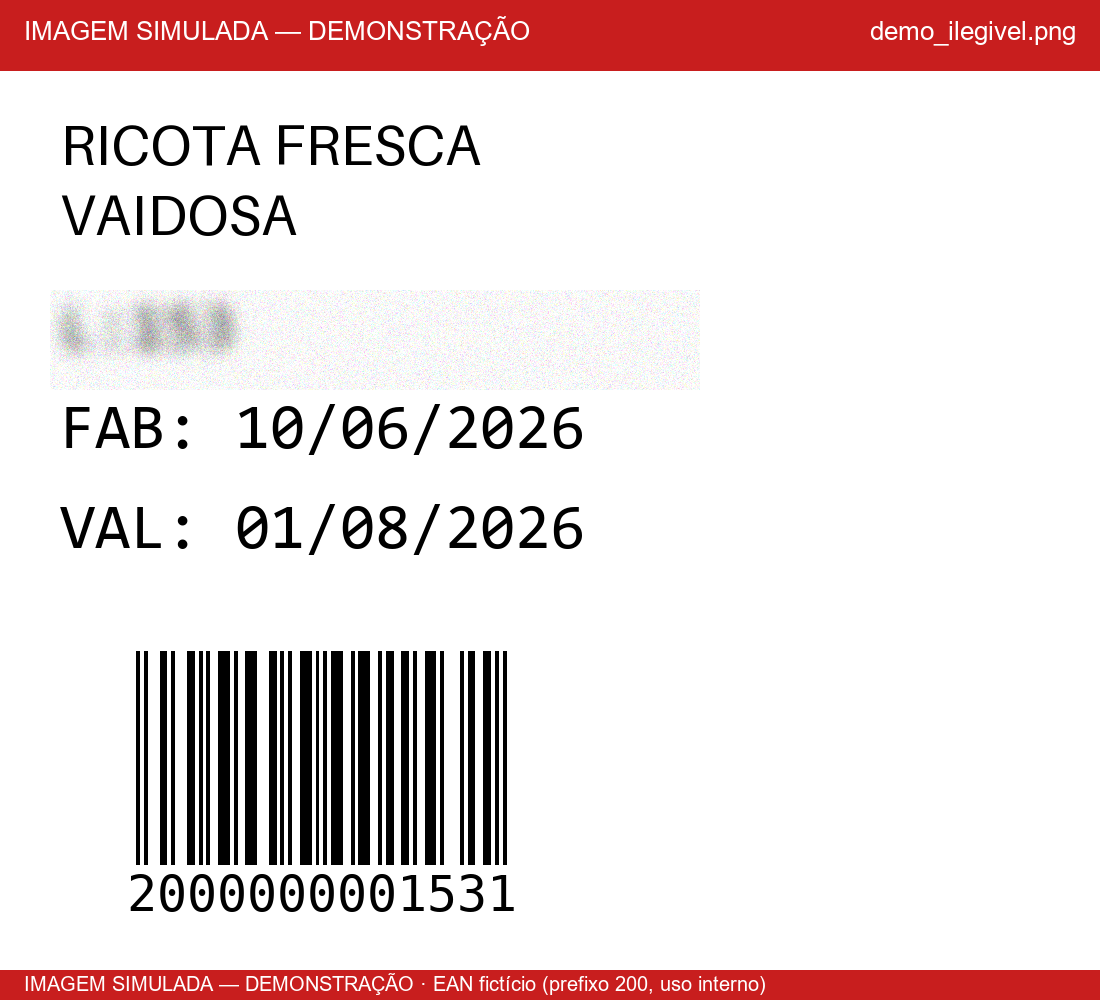 IMAGEM SIMULADA — DEMONSTRAÇÃO
demo_ilegivel.png
RICOTA FRESCA
VAIDOSA
FAB: 10/06/2026
VAL: 01/08/2026
2000000001531
IMAGEM SIMULADA — DEMONSTRAÇÃO · EAN fictício (prefixo 200, uso interno)